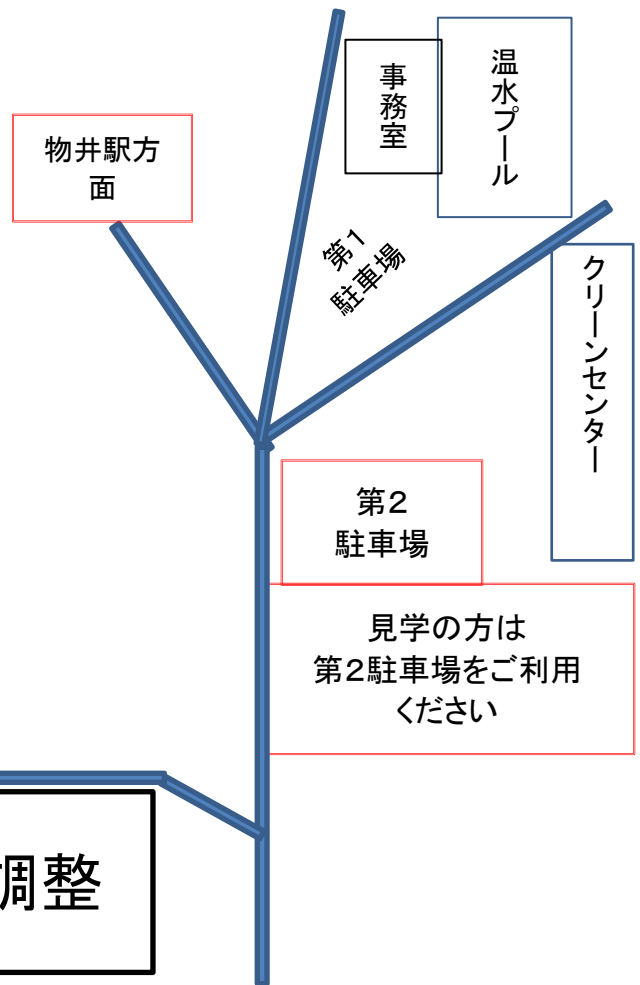 事務室
温水プール
物井駅方
面
第1
駐車場
クリーンセンター
第2
駐車場
見学の方は
第2駐車場をご利用
ください
調整